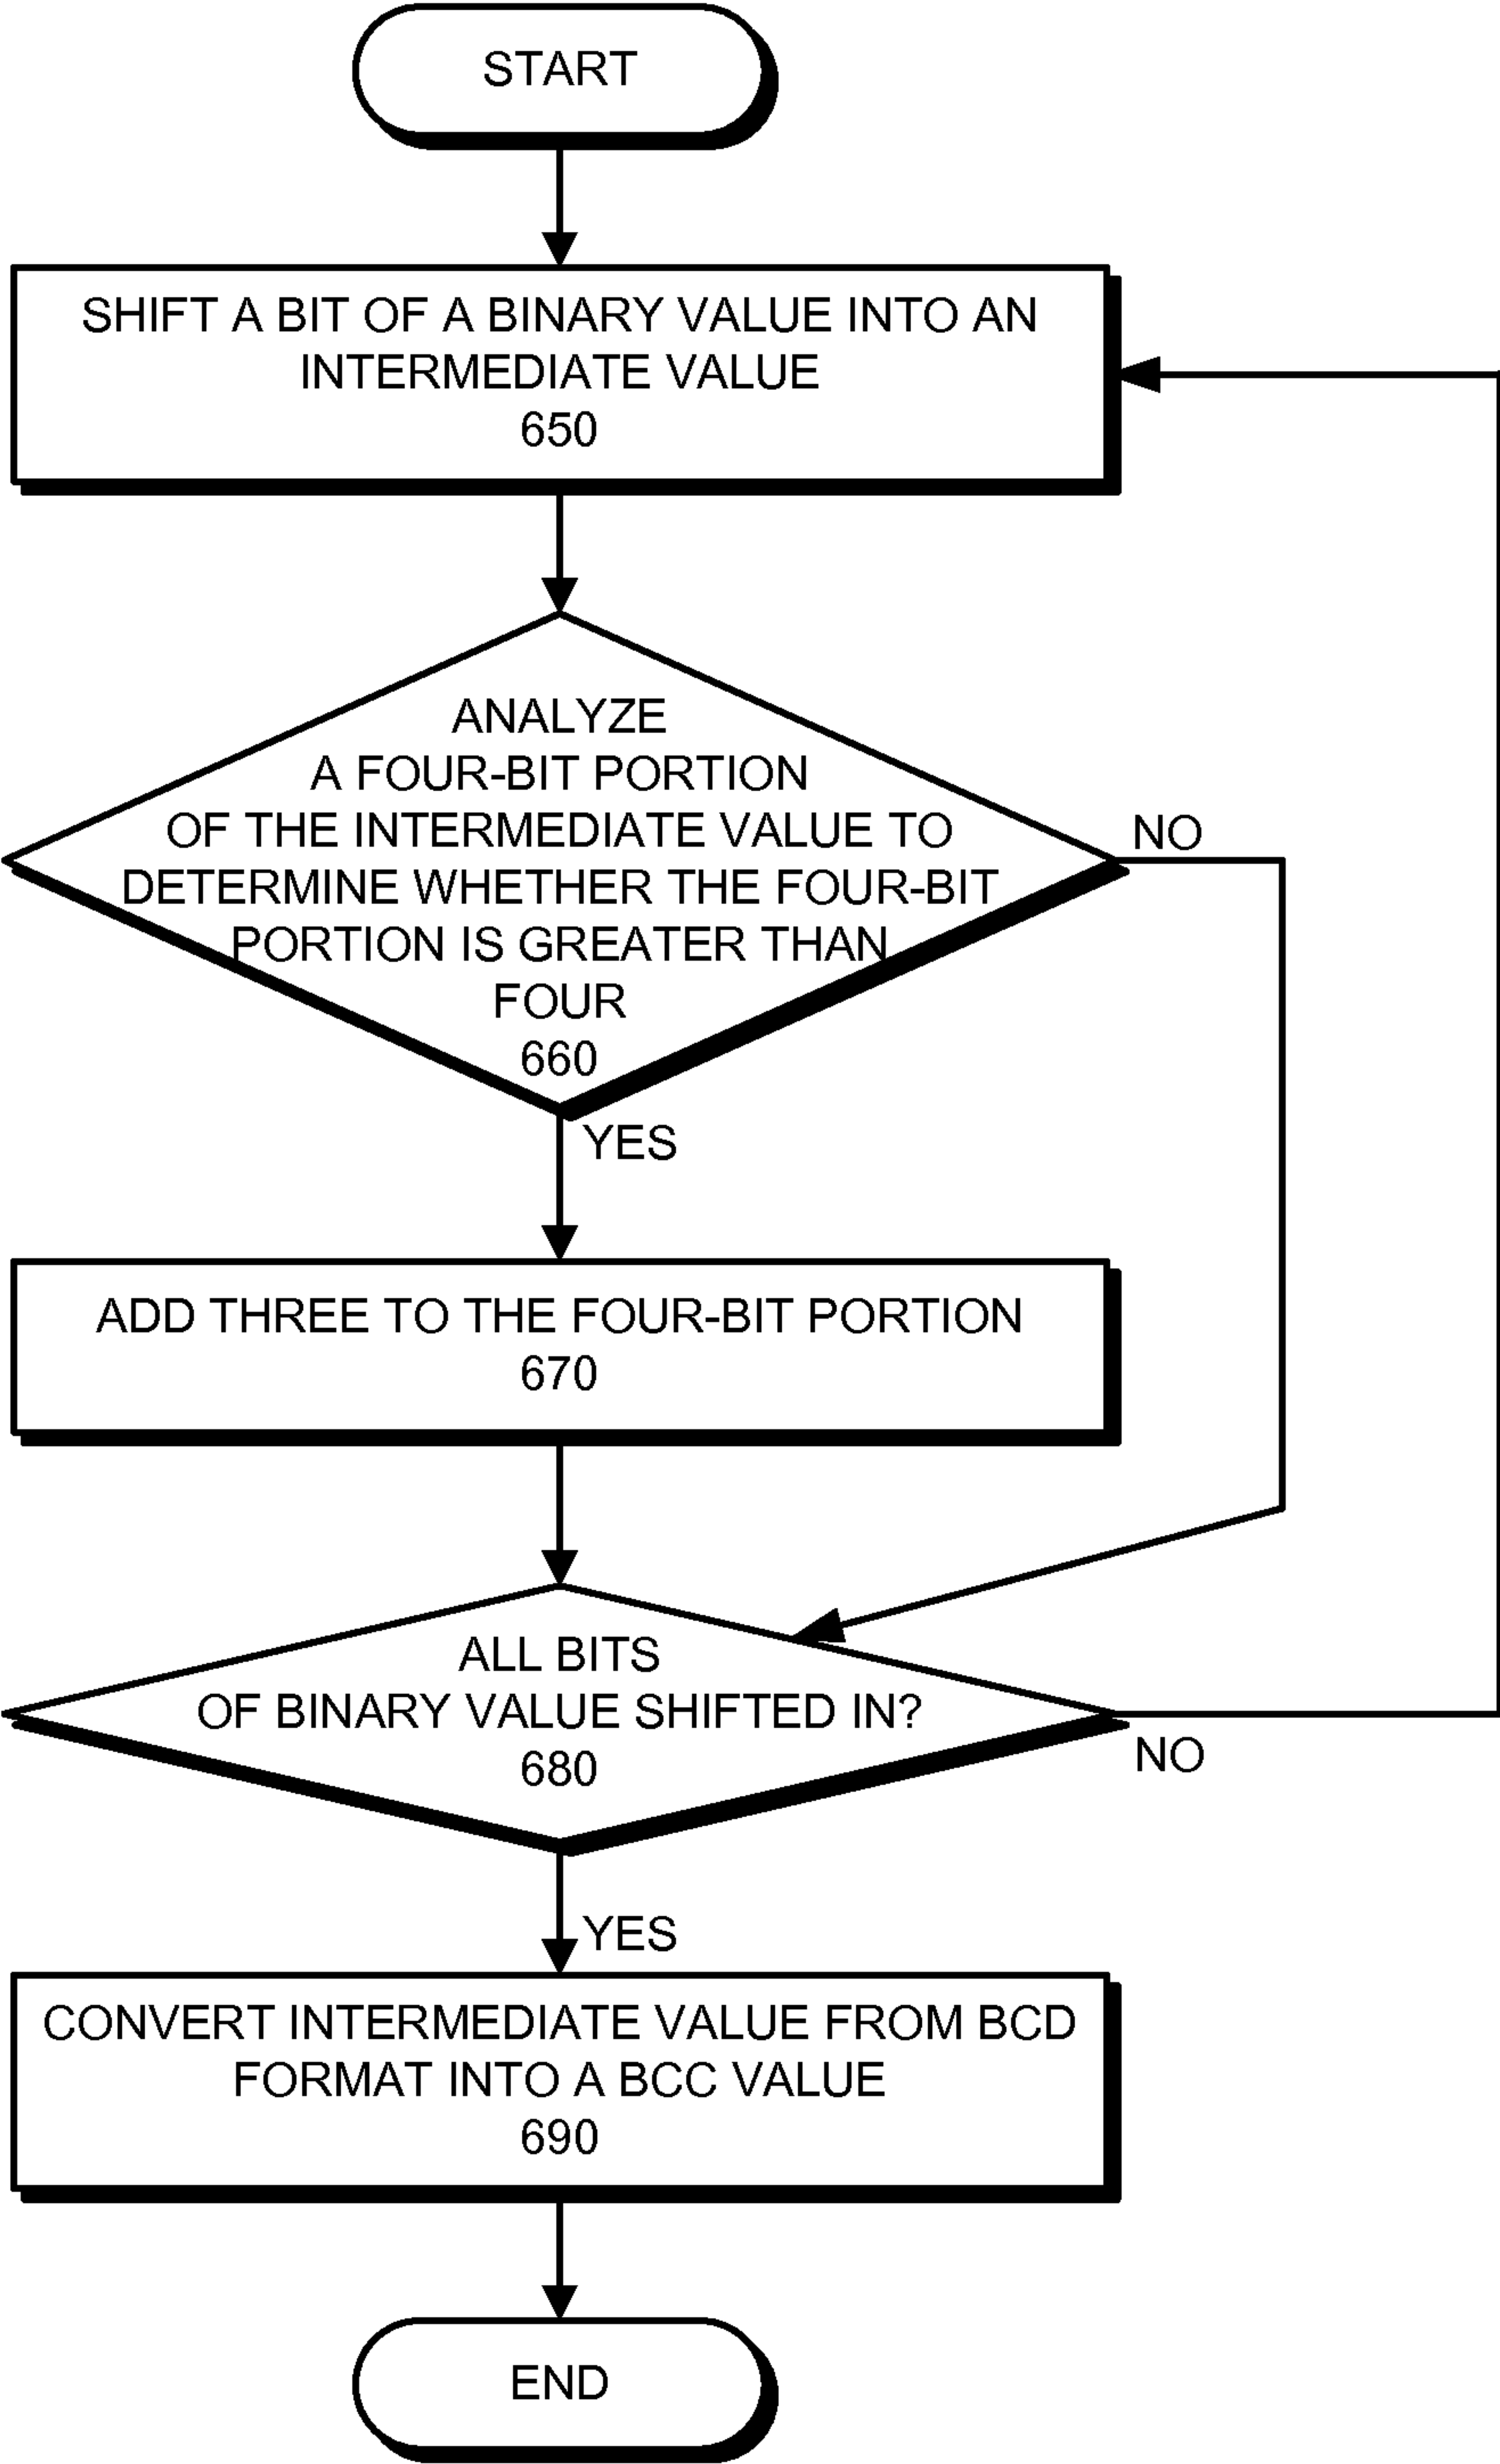 START
SHIFT A BIT OF A BINARY VALUE INTO AN
INTERMEDIATE VALUE
650
ANALYZE
A FOUR-BIT PORTION
OF THE INTERMEDIATE VALUE TO
DETERMINE WHETHER THE FOUR-BIT
PORTION IS GREATER THAN
FOUR
660
NO
YES
ADD THREE TO THE FOUR-BIT PORTION
670
ALL BITS
OF BINARY VALUE SHIFTED IN?
680
NO
YES
CONVERT INTERMEDIATE VALUE FROM BCD
FORMAT INTO A BCC VALUE
690
END